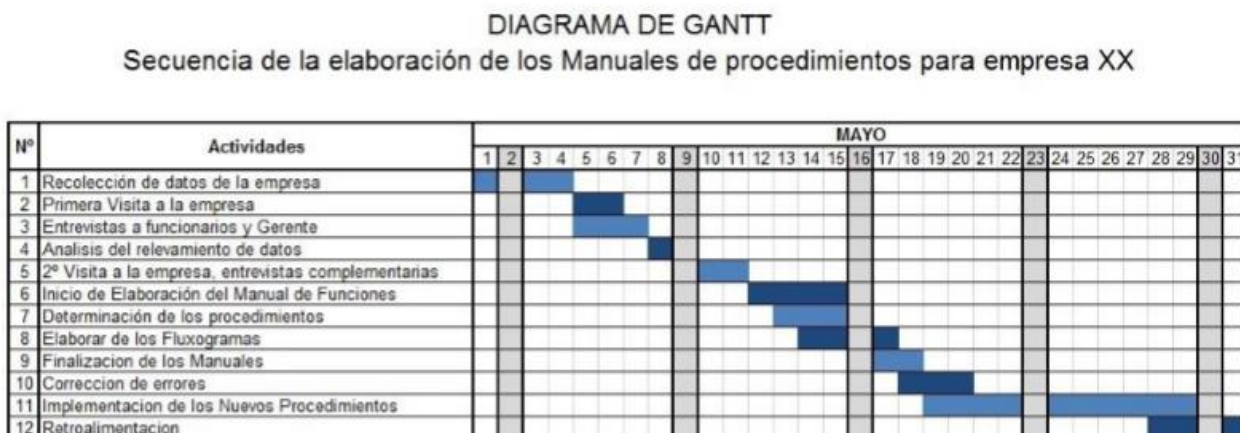 DIAGRAMA DE GANTT
Secuencia de la elaboración de los Manuales de procedimientos para empresa XX
Nº Actividades MAYO
1 2 3 4 5 6 7 8 9 10 11 12 13 14 15 16 17 18 19 20 21 22 23 24 25 26 27 28 29 30 31
1 Recolección de datos de la empresa
2 Primera Visita a la empresa
3 Entrevistas a funcionarios y Gerente
4 Analisis del relevamiento de datos
5 2º Visita a la empresa, entrevistas complementarias
6 Inicio de Elaboración del Manual de Funciones
7 Determinación de los procedimientos
8 Elaborar de los Fluxogramas
9 Finalizacion de los Manuales
10 Correccion de errores
11 Implementacion de los Nuevos Procedimientos
12 Retroalimentacion